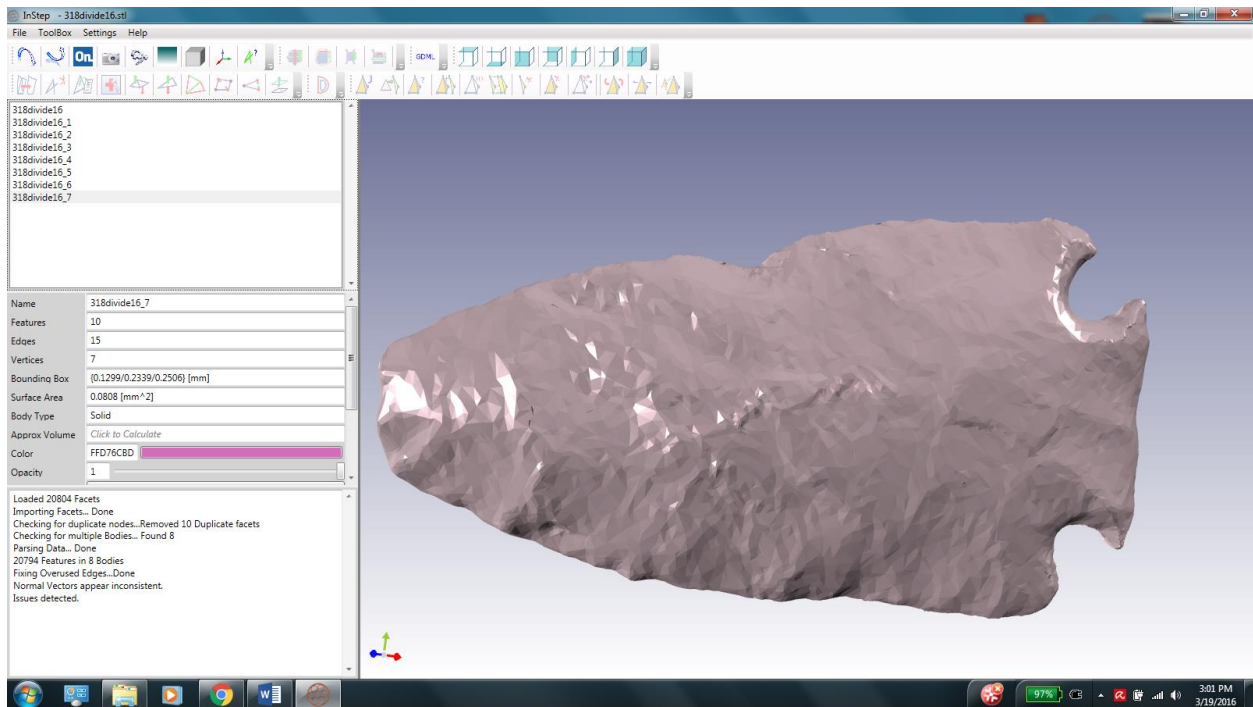 InStep - 318divide16.stl
File ToolBox Settings Help
On
GDML
318divide16
318divide16_1
318divide16_2
318divide16_3
318divide16_4
318divide16_5
318divide16_6
318divide16_7
Name 318divide16_7
Features 10
Edges 15
Vertices 7
Bounding Box {0.1299/0.2339/0.2506} [mm]
Surface Area 0.0808 [mm^2]
Body Type Solid
Approx Volume Click to Calculate
Color FFD76CBD
Opacity 1
Loaded 20804 Facets
Importing Facets... Done
Checking for duplicate nodes...Removed 10 Duplicate facets
Checking for multiple Bodies... Found 8
Parsing Data... Done
20794 Features in 8 Bodies
Fixing Overused Edges...Done
Normal Vectors appear inconsistent.
Issues detected.
97%
3:01 PM
3/19/2016